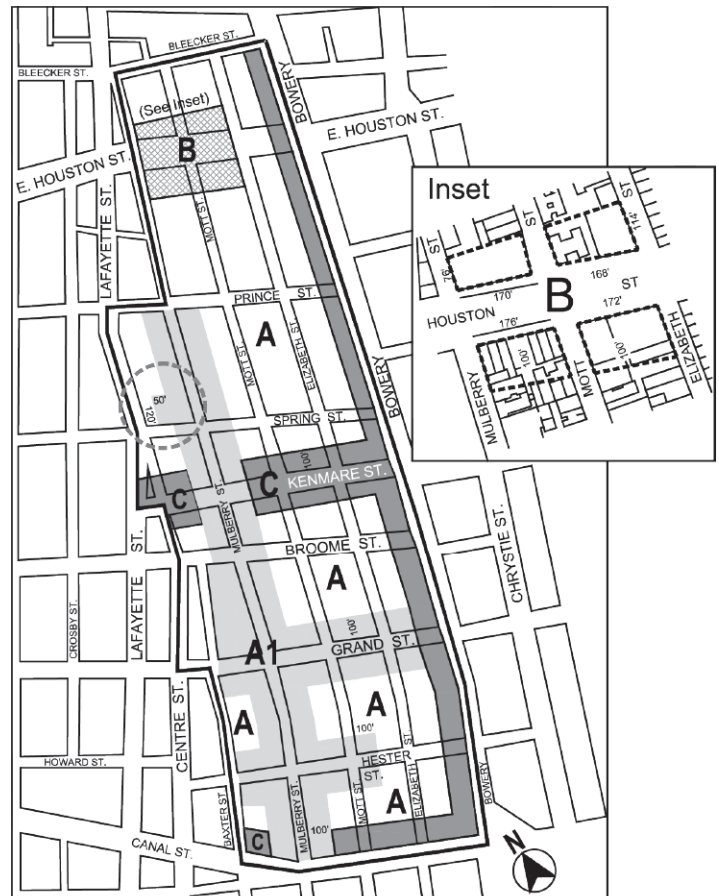 BLEECKER ST.
BLEECKER ST.
BOWERY
(See Inset)
B
E. HOUSTON ST.
E. HOUSTON ST.
LAFAYETTE ST.
MOTT ST.
PRINCE ST.
A
MOTT ST.
ELIZABETH ST.
BOWERY
50'
120'
SPRING ST.
100'
C
C
KENMARE ST.
MULBERRY ST.
BROOME ST.
A
LAFAYETTE ST.
CROSBY ST.
CHRYSTIE ST.
100'
GRAND ST.
A1
A
A
CENTRE ST.
100'
HESTER ST.
HOWARD ST.
BAXTER ST.
MULBERRY ST.
MOTT ST.
ELIZABETH ST.
BOWERY
A
100'
C
CANAL ST.
N
Inset
ST
ST
ST
114'
76'
170'
168'
B
HOUSTON ST
176'
172'
100'
100'
MULBERRY
MOTT
ELIZABETH